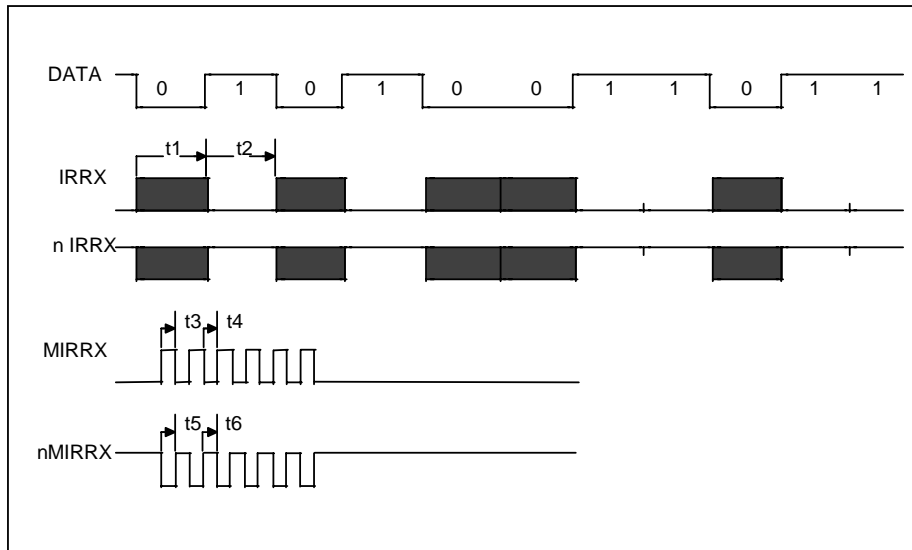 DATA
0 1 0 1 0 0 1 1 0 1 1
t1 t2
IRRX
n IRRX
t3 t4
MIRRX
t5 t6
nMIRRX